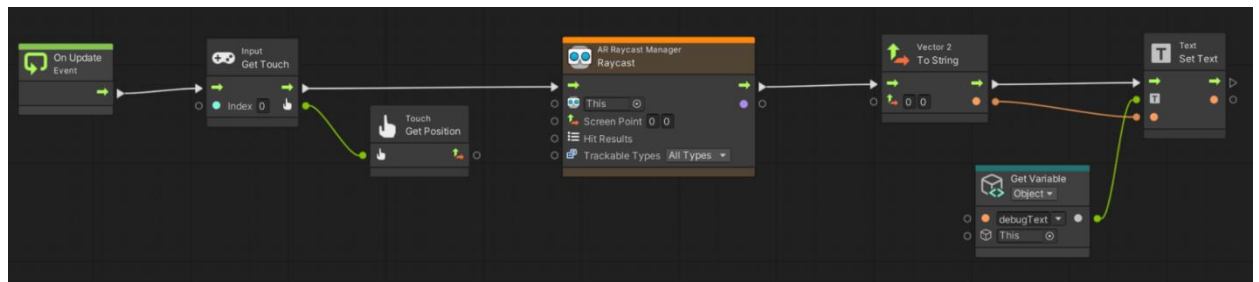 On Update
Event
Input
Get Touch
Index 0
Touch
Get Position
AR Raycast Manager
Raycast
This
Screen Point 0 0
Hit Results
Trackable Types All Types
Vector 2
To String
0 0
Text
Set Text
T
T
Get Variable
Object
debugText
This